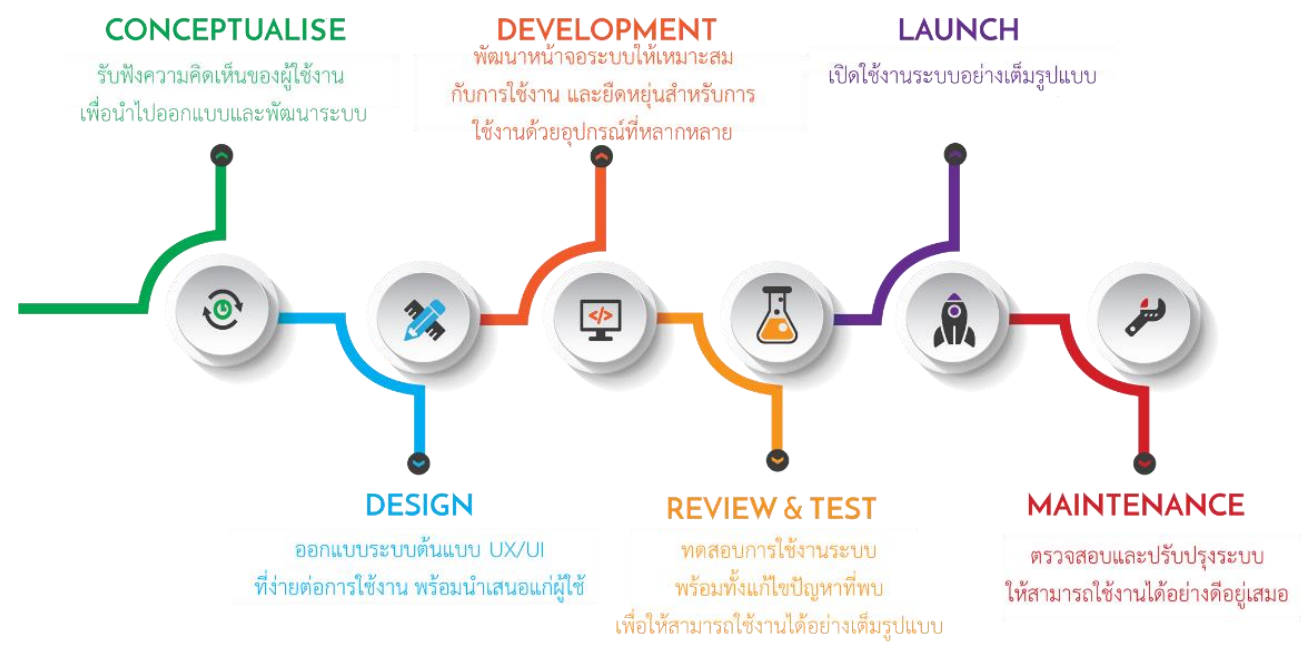 CONCEPTUALISE
รับฟังความคิดเห็นของผู้ใช้งาน
เพื่อนำไปออกแบบและพัฒนาระบบ
DEVELOPMENT
พัฒนาหน้าจอระบบให้เหมาะสม
กับการใช้งาน และยืดหยุ่นสำหรับการ
ใช้งานด้วยอุปกรณ์ที่หลากหลาย
LAUNCH
เปิดใช้งานระบบอย่างเต็มรูปแบบ
</>
DESIGN
ออกแบบระบบต้นแบบ UX/UI
ที่ง่ายต่อการใช้งาน พร้อมนำเสนอแก่ผู้ใช้
REVIEW & TEST
ทดสอบการใช้งานระบบ
พร้อมทั้งแก้ไขปัญหาที่พบ
เพื่อให้สามารถใช้งานได้อย่างเต็มรูปแบบ
MAINTENANCE
ตรวจสอบและปรับปรุงระบบ
ให้สามารถใช้งานได้อย่างดีอยู่เสมอ